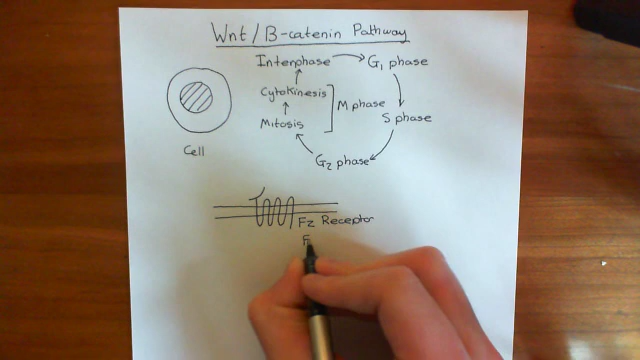 Wnt / B-catenin Pathway
Interphase
G1 phase
Cytokinesis
M phase
Mitosis
S phase
G2 phase
Cell
Fz Receptor
F